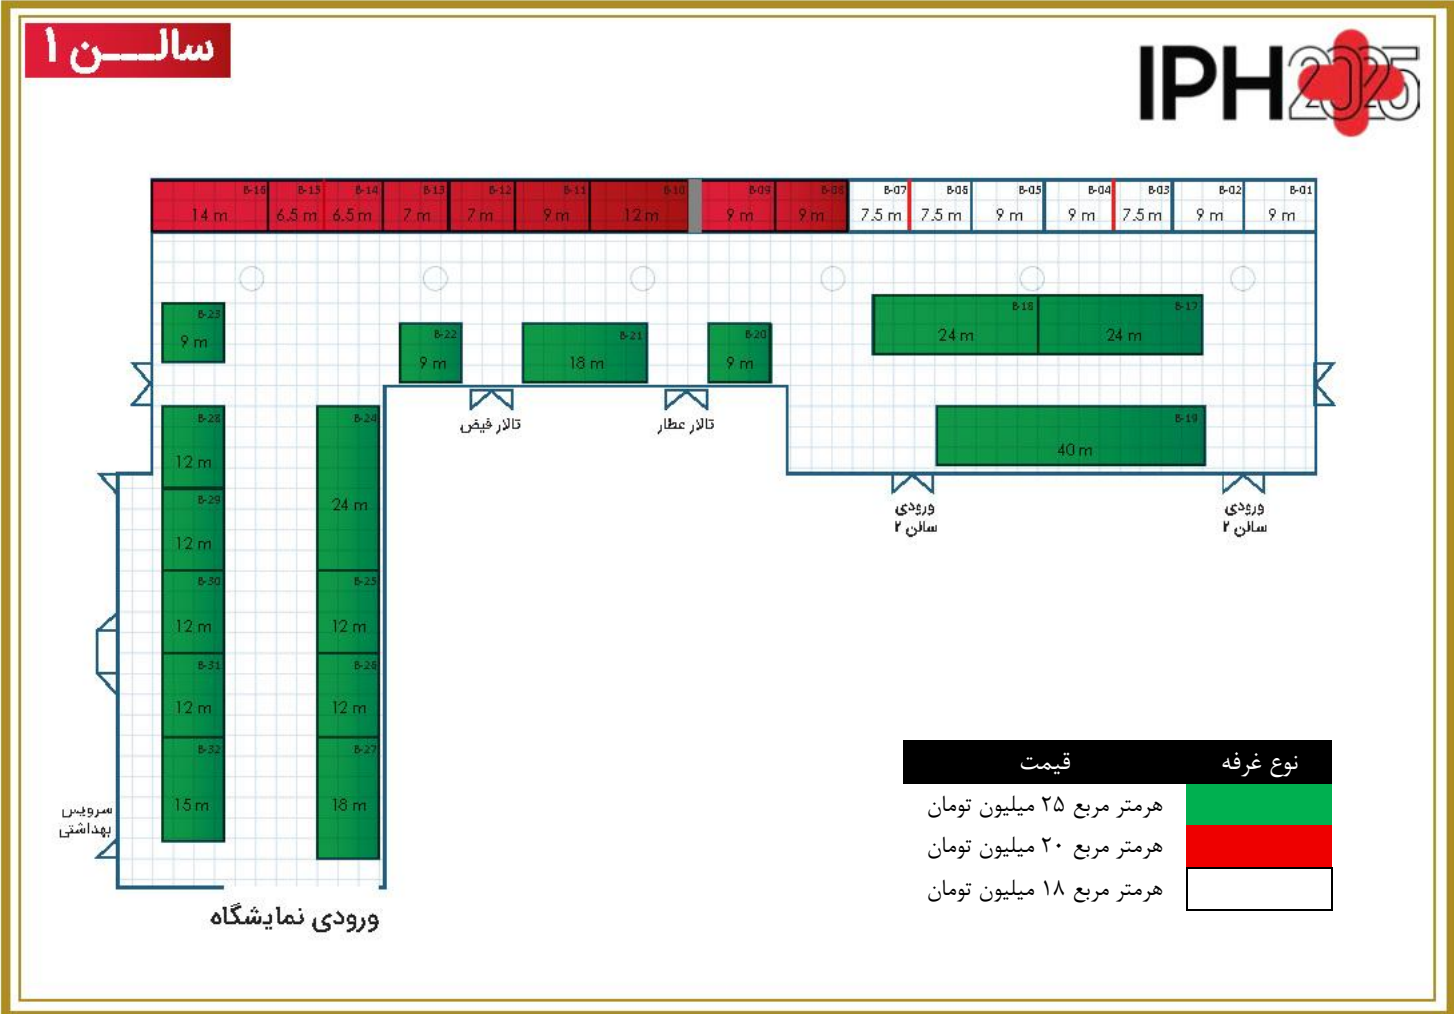 سالـــن ۱
IPH2025
B-16
B-15
B-14
B-13
B-12
B-11
B-10
B-09
B-08
B-07
B-06
B-05
B-04
B-03
B-02
B-01
14 m
6.5 m
6.5 m
7 m
7 m
9 m
12 m
9 m
9 m
7.5 m
7.5 m
9 m
9 m
7.5 m
9 m
9 m
B-23
9 m
B-22
9 m
B-21
18 m
B-20
9 m
B-18
24 m
B-17
24 m
B-19
40 m
تالار فیض
تالار عطار
ورودی
سالن ۲
ورودی
سالن ۲
B-28
12 m
B-29
12 m
B-30
12 m
B-31
12 m
B-32
15 m
B-24
24 m
B-25
12 m
B-26
12 m
B-27
18 m
سرویس
بهداشتی
ورودی نمایشگاه
نوع غرفه قیمت
هرمتر مربع ۲۵ میلیون تومان
هرمتر مربع ۲۰ میلیون تومان
هرمتر مربع ۱۸ میلیون تومان